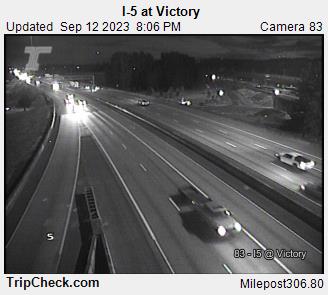 I-5 at Victory
Updated Sep 12 2023 8:06 PM Camera 83
T
S
83 - I5 @ Victory
TripCheck.com Milepost306.80